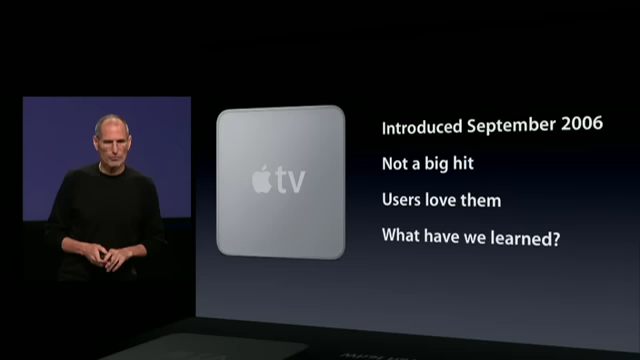 tv
Introduced September 2006
Not a big hit
Users love them
What have we learned?